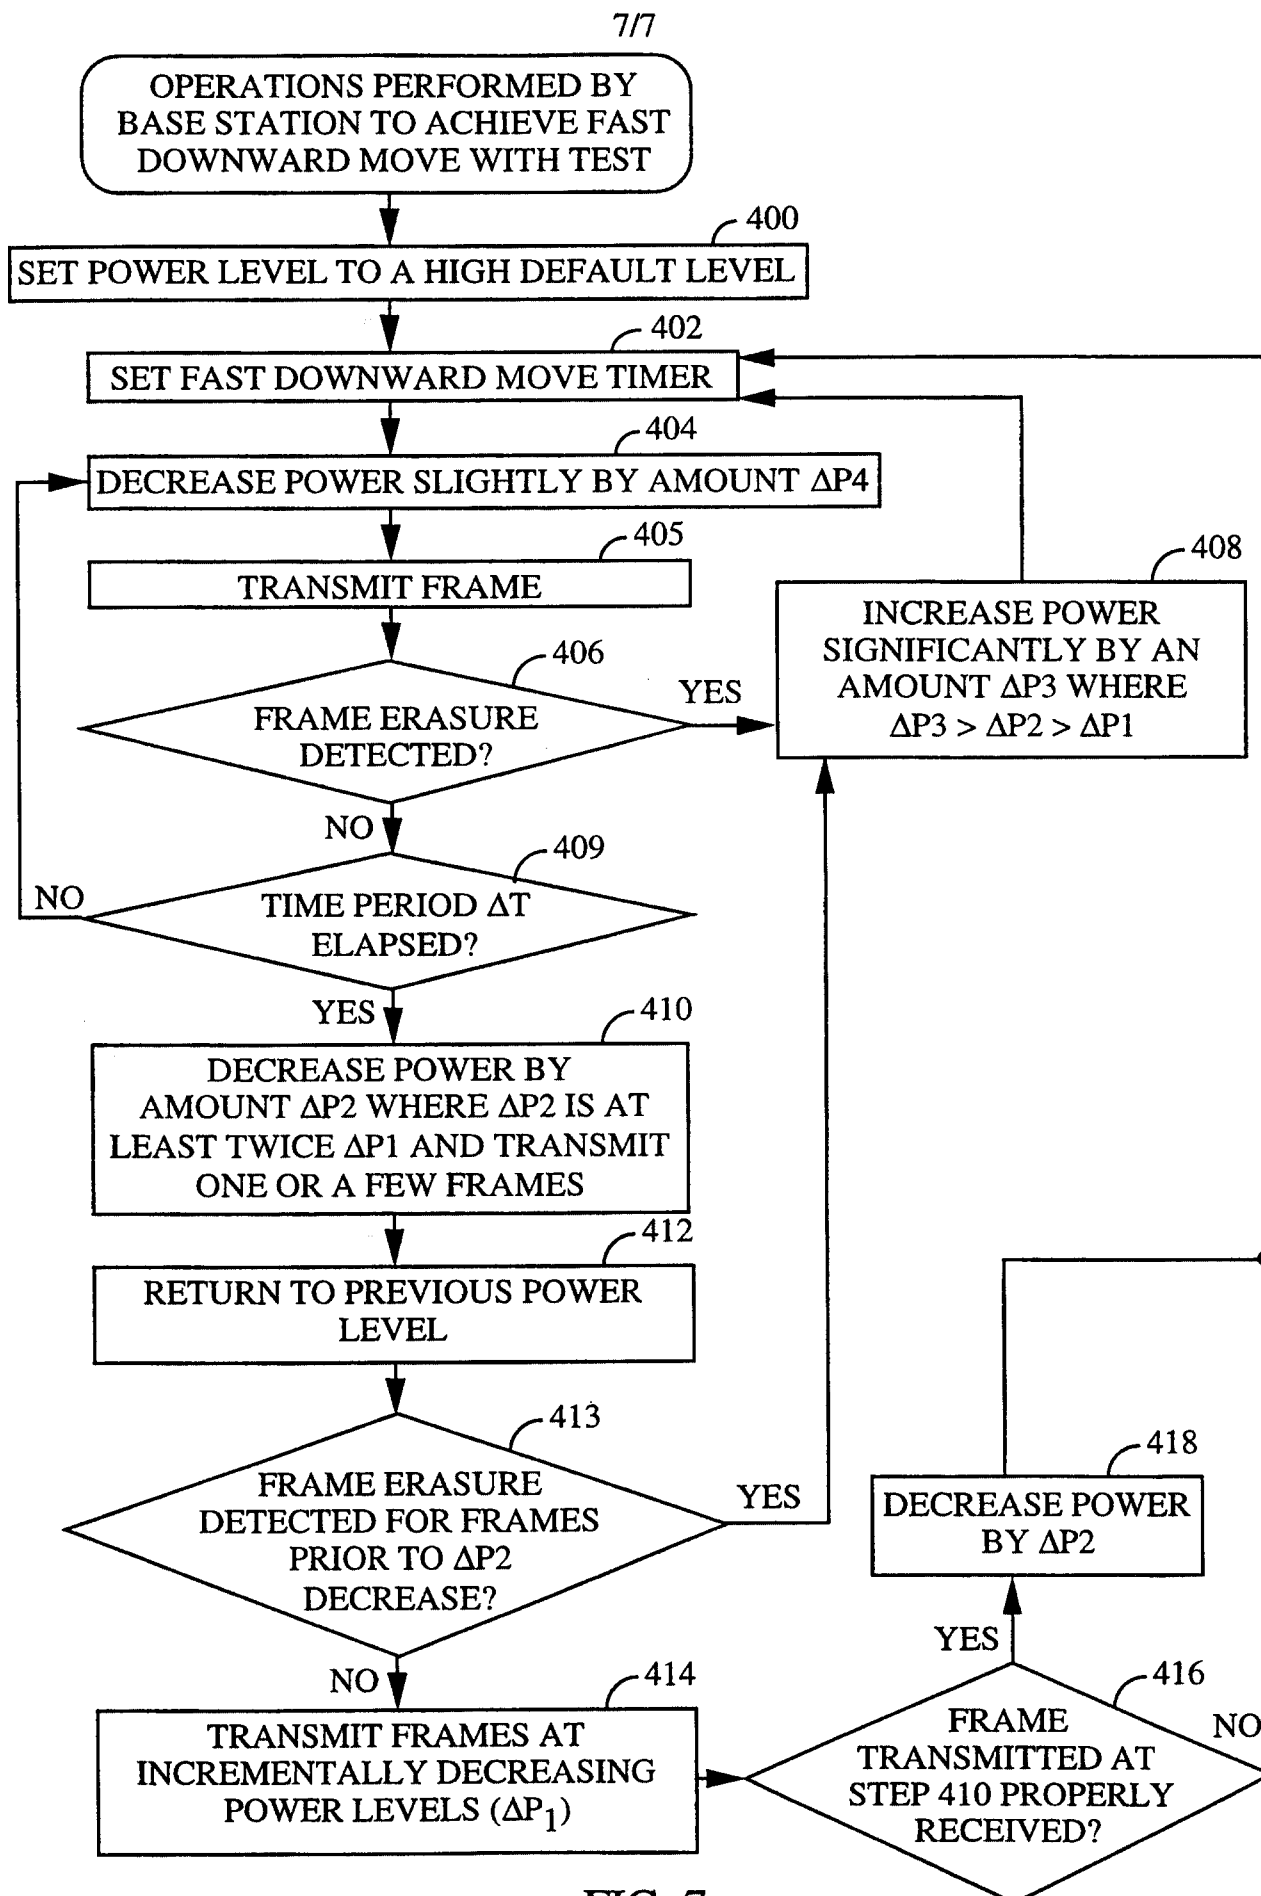 7/7
OPERATIONS PERFORMED BY
BASE STATION TO ACHIEVE FAST
DOWNWARD MOVE WITH TEST
400
SET POWER LEVEL TO A HIGH DEFAULT LEVEL
402
SET FAST DOWNWARD MOVE TIMER
404
DECREASE POWER SLIGHTLY BY AMOUNT ΔP4
405
TRANSMIT FRAME
406
FRAME ERASURE
DETECTED?
YES
408
INCREASE POWER
SIGNIFICANTLY BY AN
AMOUNT ΔP3 WHERE
ΔP3 > ΔP2 > ΔP1
NO
409
TIME PERIOD ΔT
ELAPSED?
NO
YES
410
DECREASE POWER BY
AMOUNT ΔP2 WHERE ΔP2 IS AT
LEAST TWICE ΔP1 AND TRANSMIT
ONE OR A FEW FRAMES
412
RETURN TO PREVIOUS POWER
LEVEL
413
FRAME ERASURE
DETECTED FOR FRAMES
PRIOR TO ΔP2
DECREASE?
YES
NO
414
TRANSMIT FRAMES AT
INCREMENTALLY DECREASING
POWER LEVELS (ΔP1)
418
DECREASE POWER
BY ΔP2
YES
416
FRAME
TRANSMITTED AT
STEP 410 PROPERLY
RECEIVED?
NO